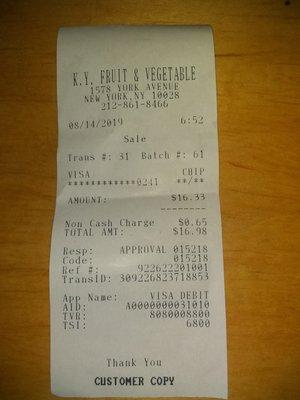 K.Y. FRUIT & VEGETABLE
1578 YORK AVENUE
NEW YORK, NY 10028
212-861-8466
08/14/2019 6:52
Sale
Trans #: 31 Batch #: 61
VISA CHIP
************0241 **/**
AMOUNT: $16.33
--------
Non Cash Charge $0.65
TOTAL AMT: $16.98
Resp: APPROVAL 015218
Code: 015218
Ref #: 922622201001
TransID: 309226823718853
App Name: VISA DEBIT
AID: A0000000031010
TVR: 8080008800
TSI: 6800
Thank You
CUSTOMER COPY